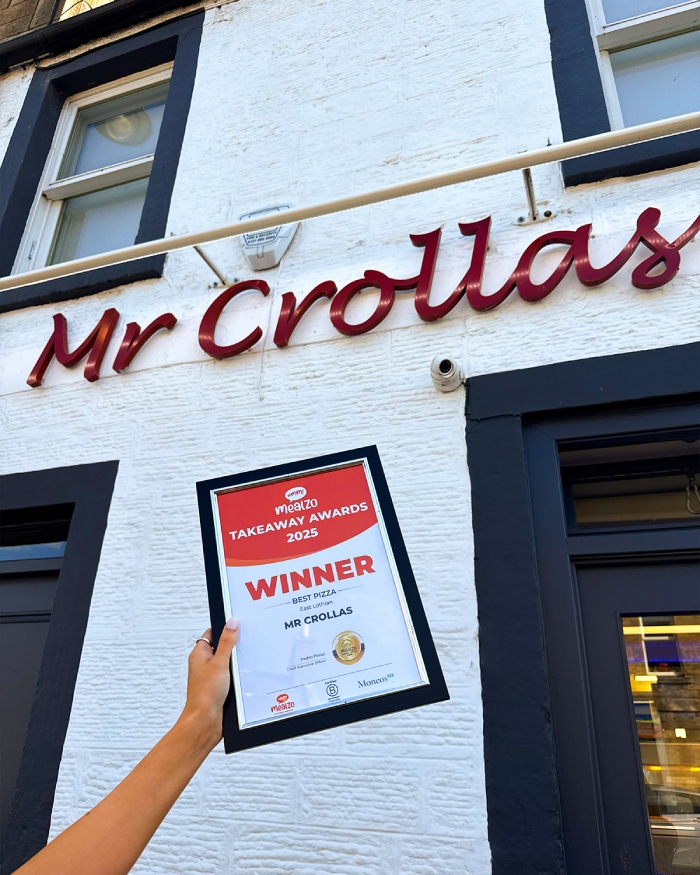 Mr Crollas
mealzo
TAKEAWAY AWARDS
2025
WINNER
BEST PIZZA
East Lothian
MR CROLLAS
Pedro Perez
Chief Executive Officer
mealzo
B
Moneos